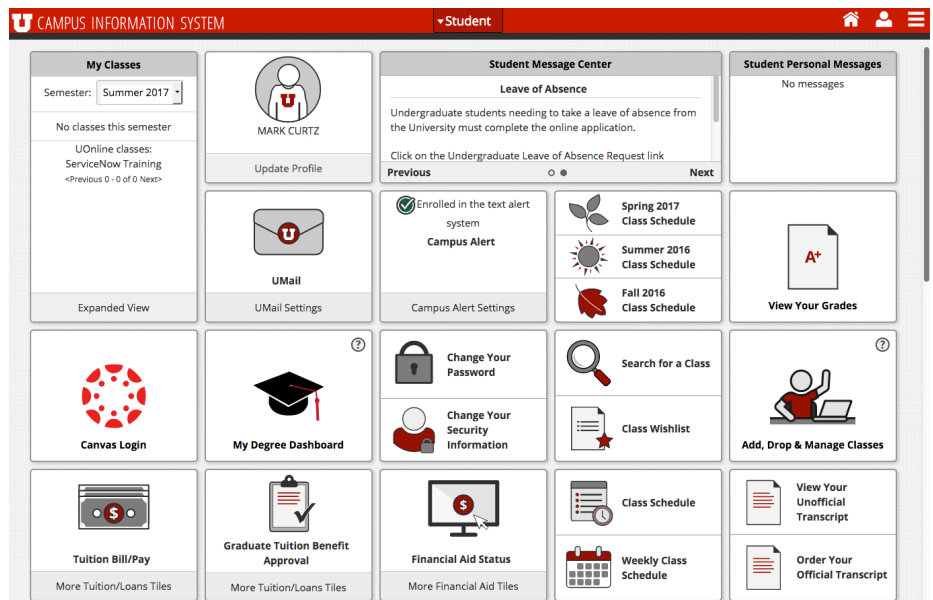 U CAMPUS INFORMATION SYSTEM
Student
My Classes
Semester: Summer 2017
No classes this semester
UOnline classes:
ServiceNow Training
<Previous 0 - 0 of 0 Next>
Expanded View
U
MARK CURTZ
Update Profile
Student Message Center
Leave of Absence
Undergraduate students needing to take a leave of absence from
the University must complete the online application.
Click on the Undergraduate Leave of Absence Request link
Previous
Next
Student Personal Messages
No messages
U
UMail
UMail Settings
Enrolled in the text alert
system
Campus Alert
Campus Alert Settings
Spring 2017
Class Schedule
Summer 2016
Class Schedule
Fall 2016
Class Schedule
A+
View Your Grades
Canvas Login
?
My Degree Dashboard
Change Your
Password
Change Your
Security
Information
Search for a Class
Class Wishlist
?
Add, Drop & Manage Classes
$
Tuition Bill/Pay
More Tuition/Loans Tiles
Graduate Tuition Benefit
Approval
More Tuition/Loans Tiles
$
Financial Aid Status
More Financial Aid Tiles
Class Schedule
Weekly Class
Schedule
View Your
Unofficial
Transcript
Order Your
Official Transcript